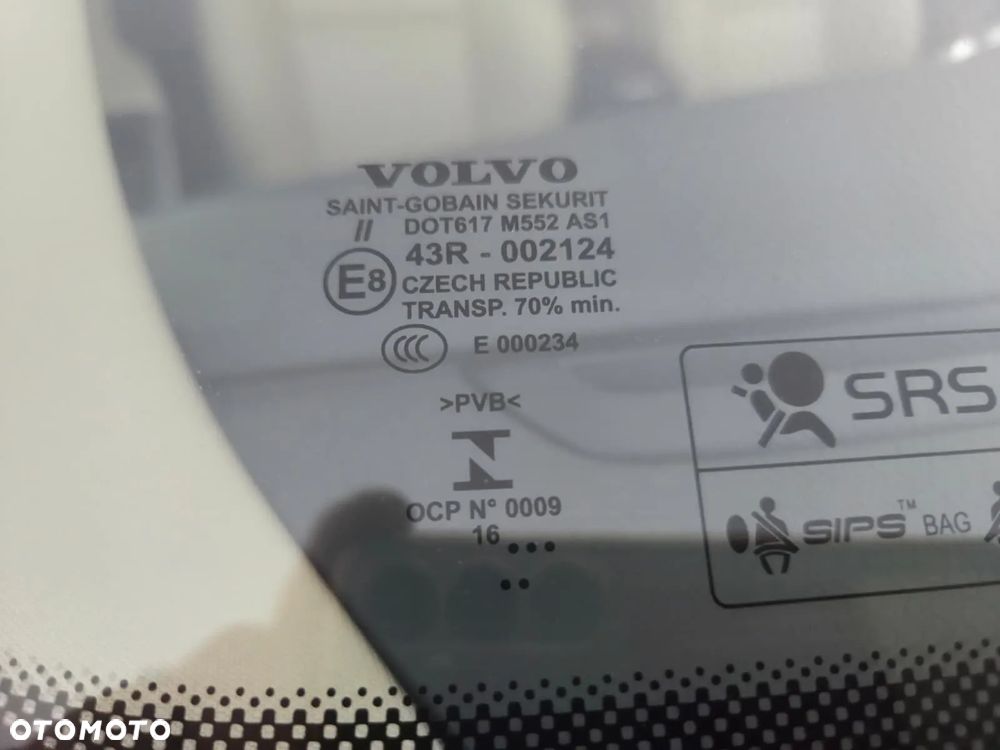 VOLVO
SAINT-GOBAIN SEKURIT
// DOT617 M552 AS1
43R - 002124
E8 CZECH REPUBLIC
TRANSP. 70% min.
CCC E 000234
>PVB<
OCP N° 0009
16
SRS
SIPS™ BAG
OTOMOTO